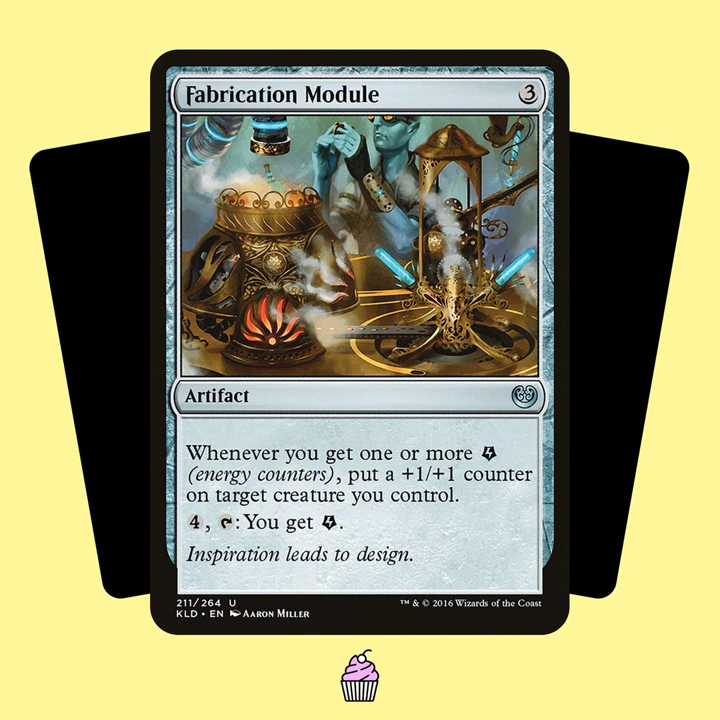 Fabrication Module 3
Artifact
Whenever you get one or more
(energy counters), put a +1/+1 counter
on target creature you control.
4, : You get .
Inspiration leads to design.
211/264 U
KLD • EN AARON MILLER
™ & © 2016 Wizards of the Coast